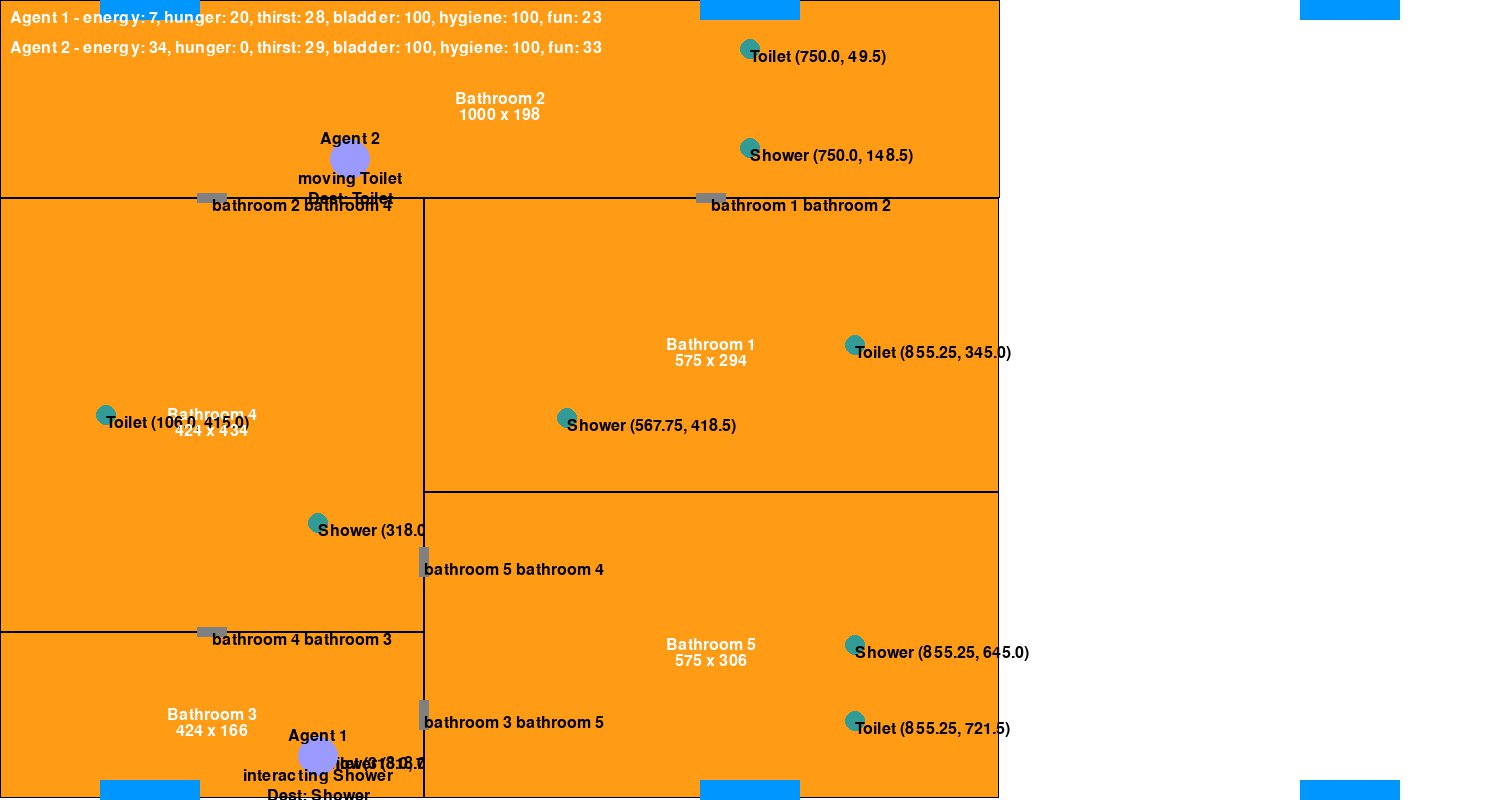 Agent 1 - energy: 7, hunger: 20, thirst: 28, bladder: 100, hygiene: 100, fun: 23
Agent 2 - energy: 34, hunger: 0, thirst: 29, bladder: 100, hygiene: 100, fun: 33
Toilet (750.0, 49.5)
Bathroom 2
1000 x 198
Agent 2
Shower (750.0, 148.5)
moving Toilet
Dest: Toilet
bathroom 2 bathroom 4
bathroom 1 bathroom 2
Bathroom 1
575 x 294
Toilet (855.25, 345.0)
Bathroom 4
424 x 434
Toilet (106.0, 415.0)
Shower (567.75, 418.5)
Shower (318.0
bathroom 5 bathroom 4
bathroom 4 bathroom 3
Bathroom 5
575 x 306
Shower (855.25, 645.0)
Bathroom 3
424 x 166
bathroom 3 bathroom 5
Toilet (855.25, 721.5)
Agent 1
interacting Shower
Dest: Shower